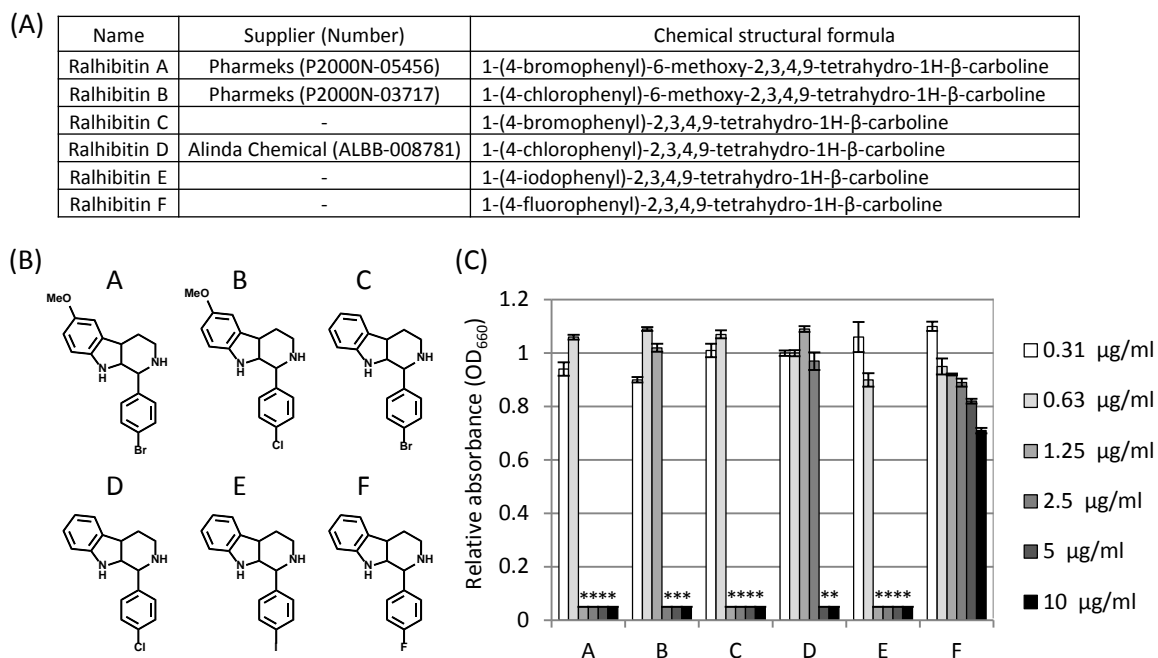 (A)
Name Supplier (Number) Chemical structural formula
Ralhibitin A Pharmeks (P2000N-05456) 1-(4-bromophenyl)-6-methoxy-2,3,4,9-tetrahydro-1H-β-carboline
Ralhibitin B Pharmeks (P2000N-03717) 1-(4-chlorophenyl)-6-methoxy-2,3,4,9-tetrahydro-1H-β-carboline
Ralhibitin C - 1-(4-bromophenyl)-2,3,4,9-tetrahydro-1H-β-carboline
Ralhibitin D Alinda Chemical (ALBB-008781) 1-(4-chlorophenyl)-2,3,4,9-tetrahydro-1H-β-carboline
Ralhibitin E - 1-(4-iodophenyl)-2,3,4,9-tetrahydro-1H-β-carboline
Ralhibitin F - 1-(4-fluorophenyl)-2,3,4,9-tetrahydro-1H-β-carboline
(B)
A B C
MeO MeO
NH NH NH
N H N H N H
Br Cl Br
D E F
NH NH NH
N H N H N H
Cl I F
(C)
Relative absorbance (OD660)
1.2
1
0.8
0.6
0.4
0.2
0
**** *** **** ** ****
A B C D E F
0.31 μg/ml
0.63 μg/ml
1.25 μg/ml
2.5 μg/ml
5 μg/ml
10 μg/ml